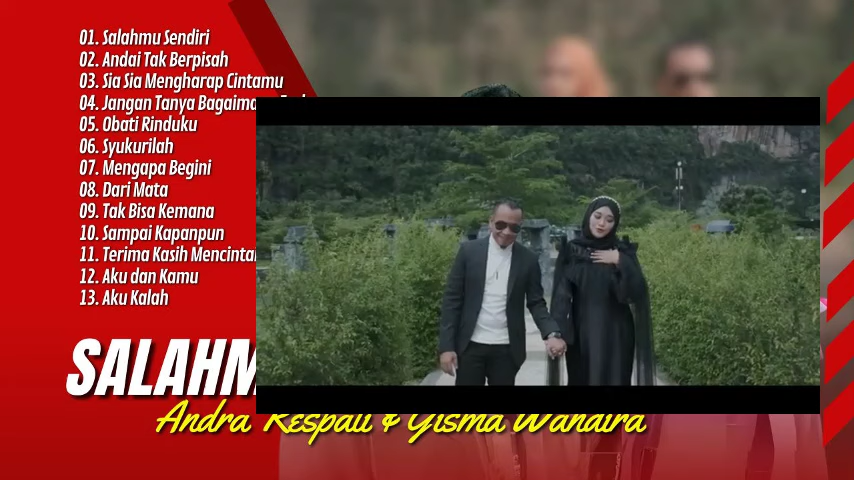 01. Salahmu Sendiri
02. Andai Tak Berpisah
03. Sia Sia Mengharap Cintamu
04. Jangan Tanya
05. Obati Rinduku
06. Syukurilah
07. Mengapa Begini
08. Dari Mata
09. Tak Bisa Kemana
10. Sampai Kapanpun
11. Terima Kasih
12. Aku dan Kamu
13. Aku Kalah
SALAHM
Andra Respati & Gisma Wandira